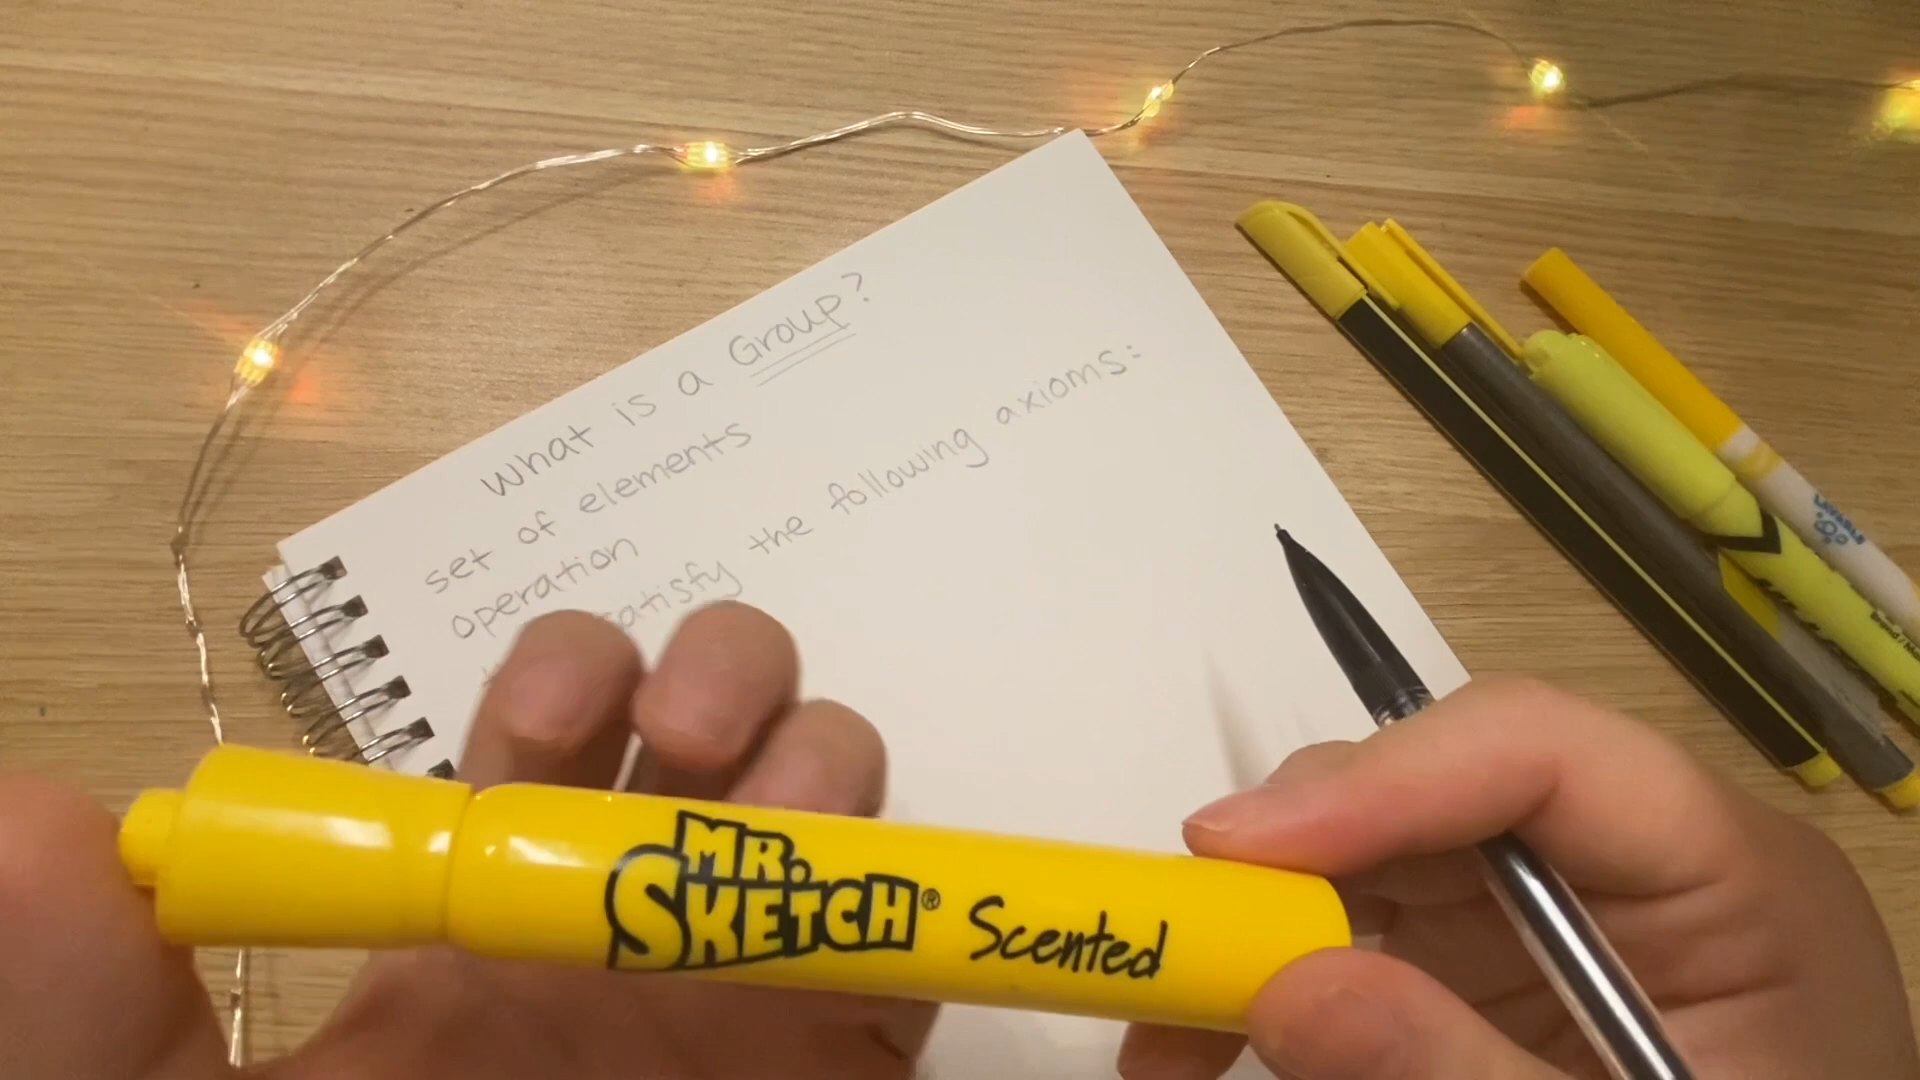 What is a Group?
set of elements
operation
satisfy the following axioms:
MR.
SKETCH® Scented